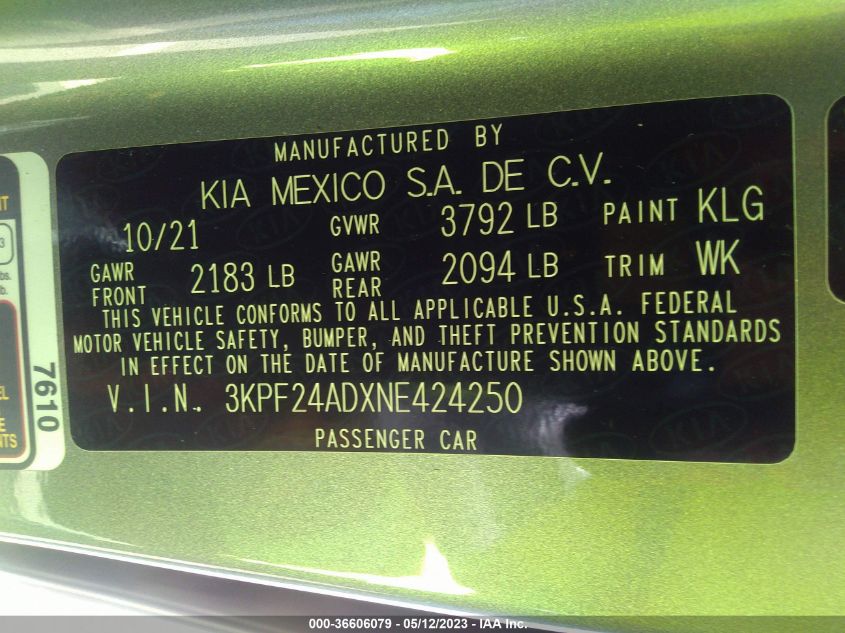 MANUFACTURED BY
KIA MEXICO S.A. DE C.V.
10/21 GVWR 3792 LB PAINT KLG
GAWR FRONT 2183 LB GAWR REAR 2094 LB TRIM WK
THIS VEHICLE CONFORMS TO ALL APPLICABLE U.S.A. FEDERAL
MOTOR VEHICLE SAFETY, BUMPER, AND THEFT PREVENTION STANDARDS
IN EFFECT ON THE DATE OF MANUFACTURE SHOWN ABOVE.
V.I.N. 3KPF24ADXNE424250
PASSENGER CAR
7610
000-36606079 - 05/12/2023 - IAA Inc.